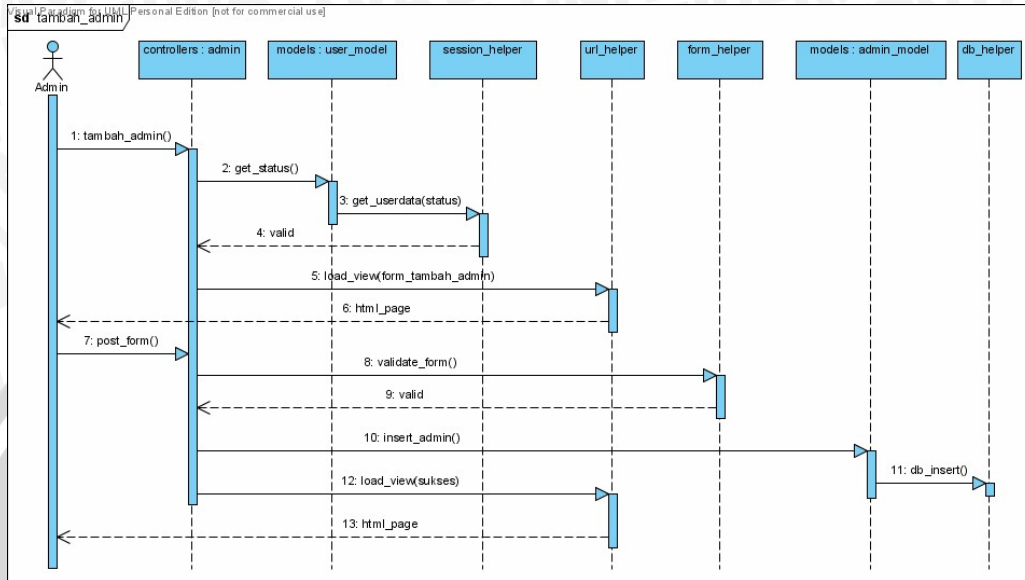 Visual Paradigm for UML Personal Edition [not for commercial use]
sd tambah_admin
Admin
controllers : admin
models : user_model
session_helper
url_helper
form_helper
models : admin_model
db_helper
1: tambah_admin()
2: get_status()
3: get_userdata(status)
4: valid
5: load_view(form_tambah_admin)
6: html_page
7: post_form()
8: validate_form()
9: valid
10: insert_admin()
11: db_insert()
12: load_view(sukses)
13: html_page